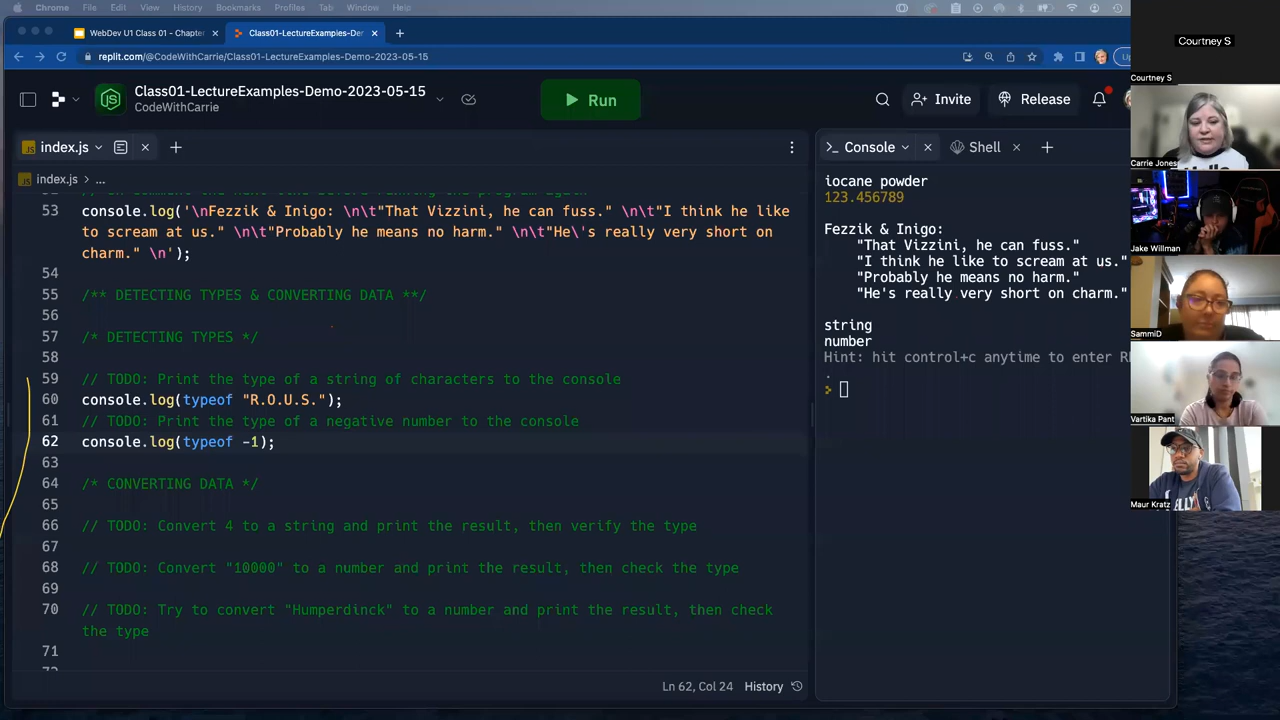 Chrome File Edit View History Bookmarks Profiles Tab Window Help
WebDev U1 Class 01 - Chapter
Class01-LectureExamples-Dem
replit.com/@CodeWithCarrie/Class01-LectureExamples-Demo-2023-05-15
Class01-LectureExamples-Demo-2023-05-15
CodeWithCarrie
Run
Invite
Release
index.js
index.js > ...
53 console.log('\nFezzik & Inigo: \n\t"That Vizzini, he can fuss." \n\t"I think he like
to scream at us." \n\t"Probably he means no harm." \n\t"He\'s really very short on
charm." \n');
54
55 /** DETECTING TYPES & CONVERTING DATA **/
56
57 /* DETECTING TYPES */
58
59 // TODO: Print the type of a string of characters to the console
60 console.log(typeof "R.O.U.S.");
61 // TODO: Print the type of a negative number to the console
62 console.log(typeof -1);
63
64 /* CONVERTING DATA */
65
66 // TODO: Convert 4 to a string and print the result, then verify the type
67
68 // TODO: Convert "10000" to a number and print the result, then check the type
69
70 // TODO: Try to convert "Humperdinck" to a number and print the result, then check
the type
71
Ln 62, Col 24 History
Console
Shell
iocane powder
123.456789
Fezzik & Inigo:
"That Vizzini, he can fuss."
"I think he like to scream at us."
"Probably he means no harm."
"He's really very short on charm."
string
number
Hint: hit control+c anytime to enter R
.
Courtney S
Courtney S
Carrie Jones
Jake Willman
SammiD
Vartika Pant
Maur Kratz